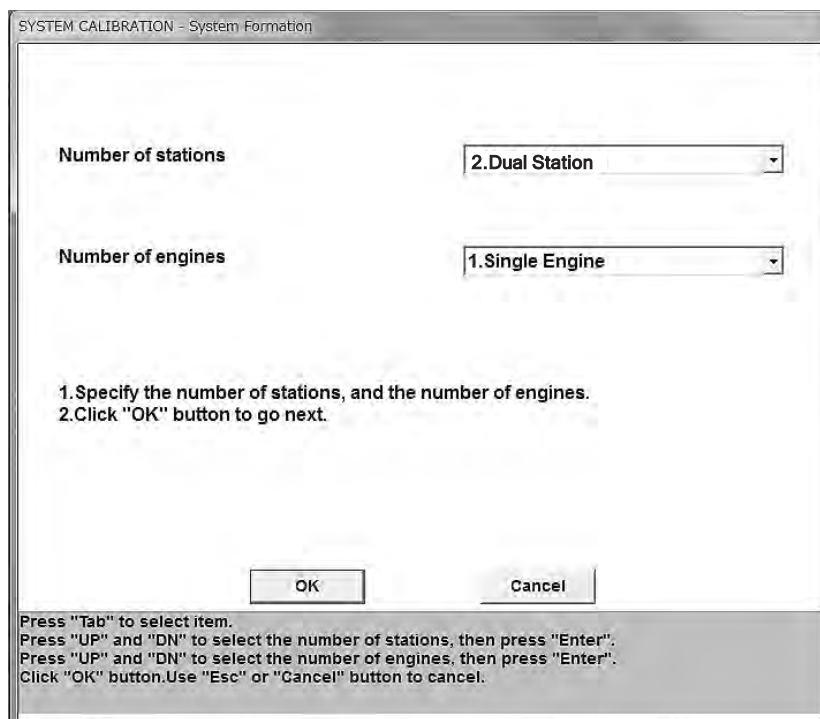 SYSTEM CALIBRATION - System Formation
Number of stations
2.Dual Station
Number of engines
1.Single Engine
1.Specify the number of stations, and the number of engines.
2.Click "OK" button to go next.
OK
Cancel
Press "Tab" to select item.
Press "UP" and "DN" to select the number of stations, then press "Enter".
Press "UP" and "DN" to select the number of engines, then press "Enter".
Click "OK" button.Use "Esc" or "Cancel" button to cancel.